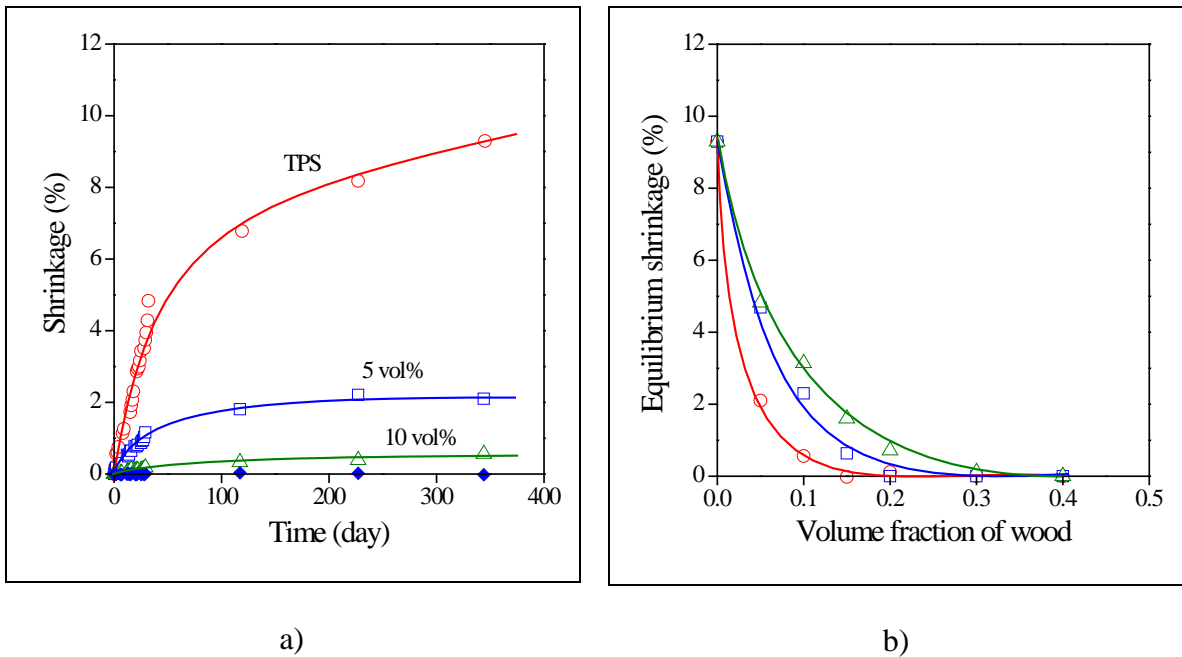 12
10
8
6
4
2
0
0
100
200
300
400
Shrinkage (%)
Time (day)
TPS
5 vol%
10 vol%
a)
12
10
8
6
4
2
0
0.0
0.1
0.2
0.3
0.4
0.5
Equilibrium shrinkage (%)
Volume fraction of wood
b)